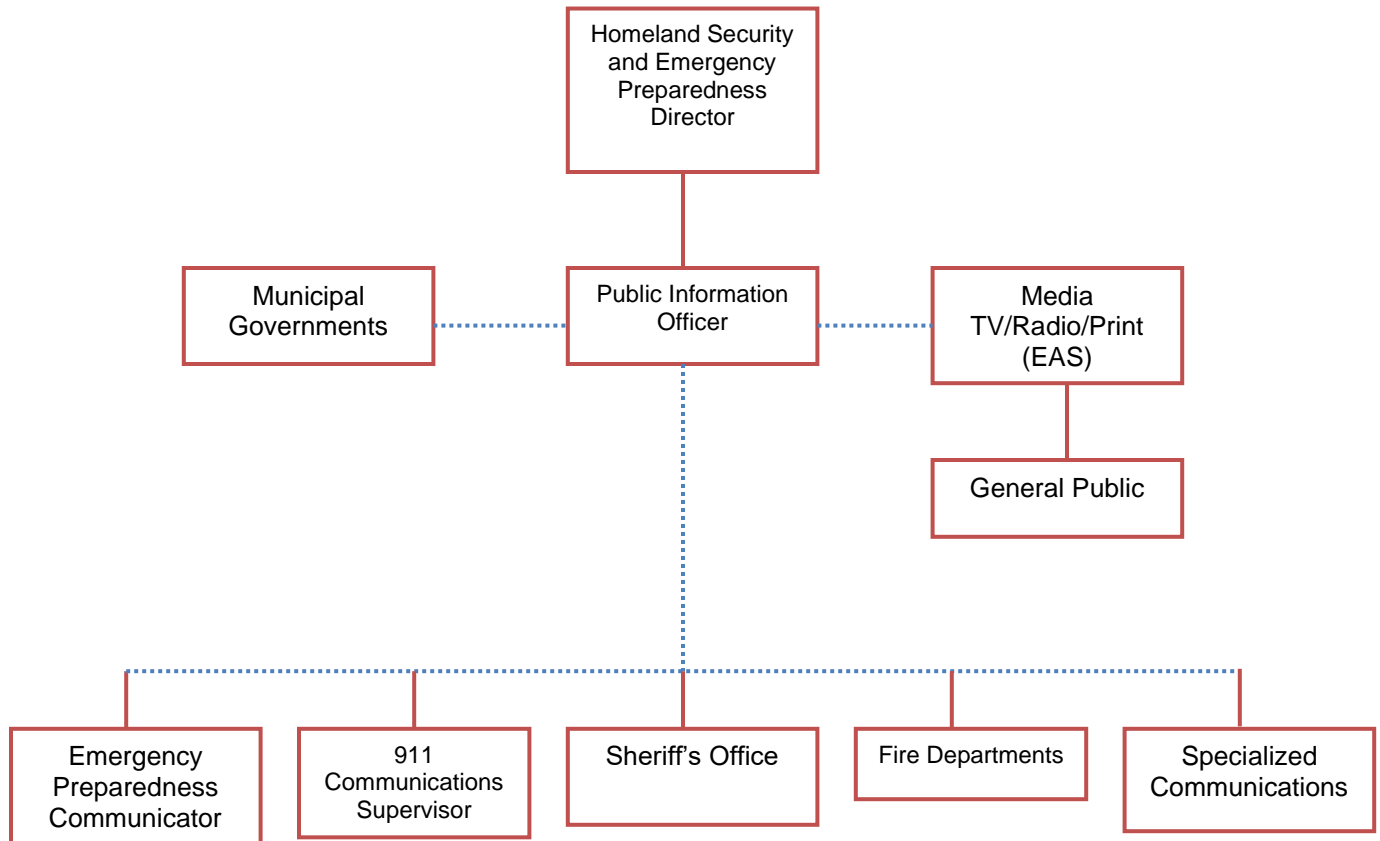 Homeland Security
and Emergency
Preparedness
Director
Municipal
Governments
Public Information
Officer
Media
TV/Radio/Print
(EAS)
General Public
Emergency
Preparedness
Communicator
911
Communications
Supervisor
Sheriff's Office
Fire Departments
Specialized
Communications